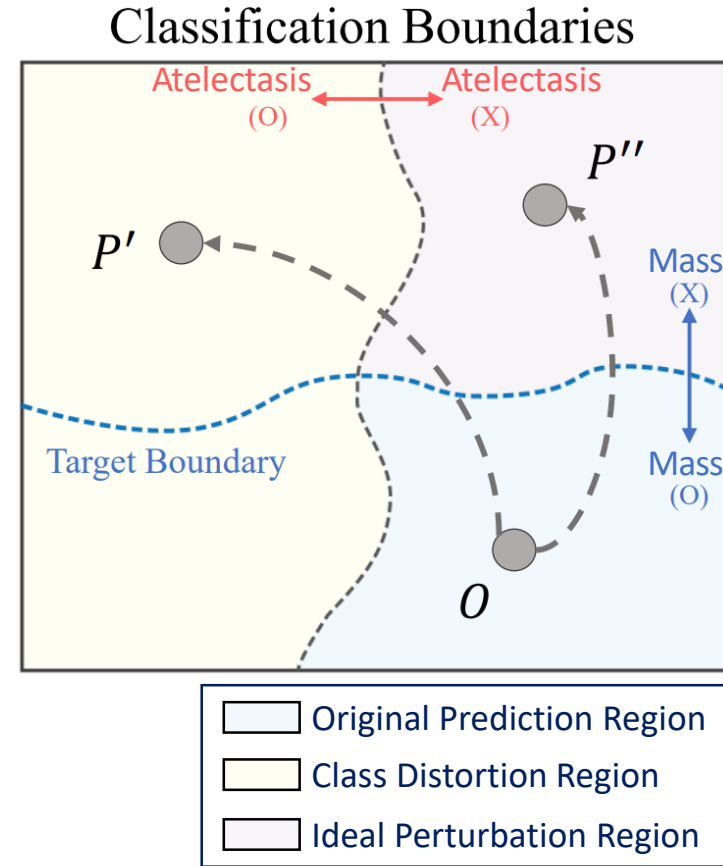 Classification Boundaries
Atelectasis
(O)
Atelectasis
(X)
P''
P'
Mass
(X)
Target Boundary
Mass
(O)
O
Original Prediction Region
Class Distortion Region
Ideal Perturbation Region